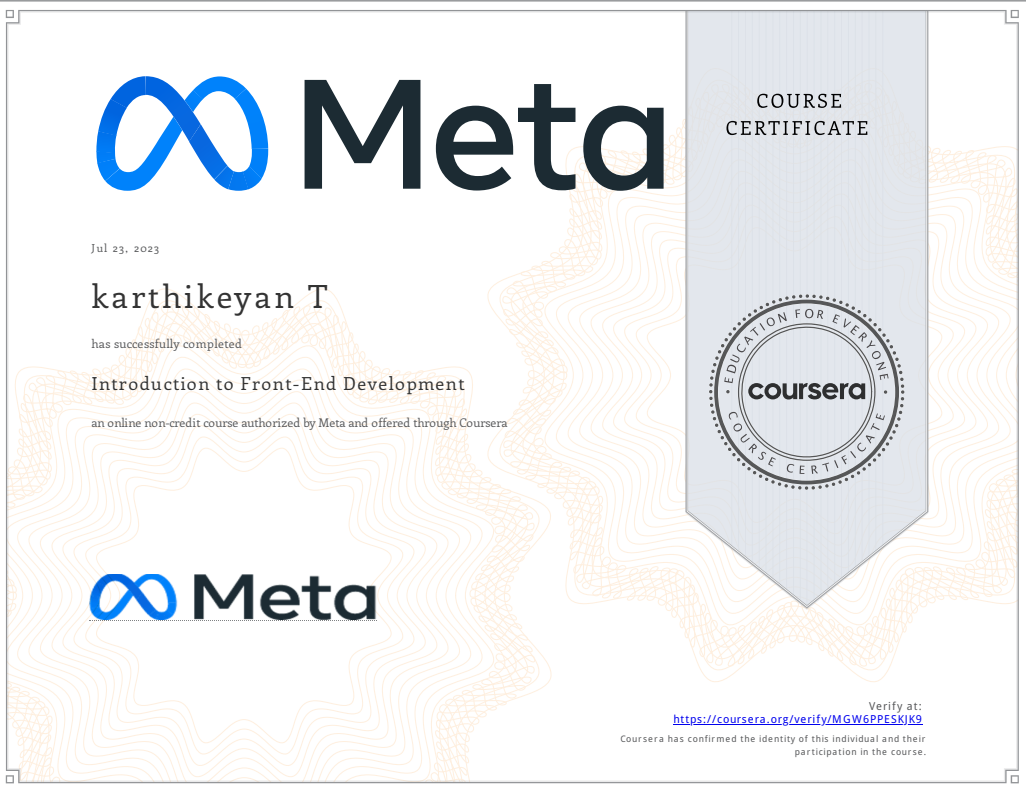 Meta
COURSE
CERTIFICATE
Jul 23, 2023
karthikeyan T
has successfully completed
Introduction to Front-End Development
an online non-credit course authorized by Meta and offered through Coursera
EDUCATION FOR EVERYONE
coursera
COURSE CERTIFICATE
Meta
Verify at:
https://coursera.org/verify/MGW6PPESKJK9
Coursera has confirmed the identity of this individual and their
participation in the course.